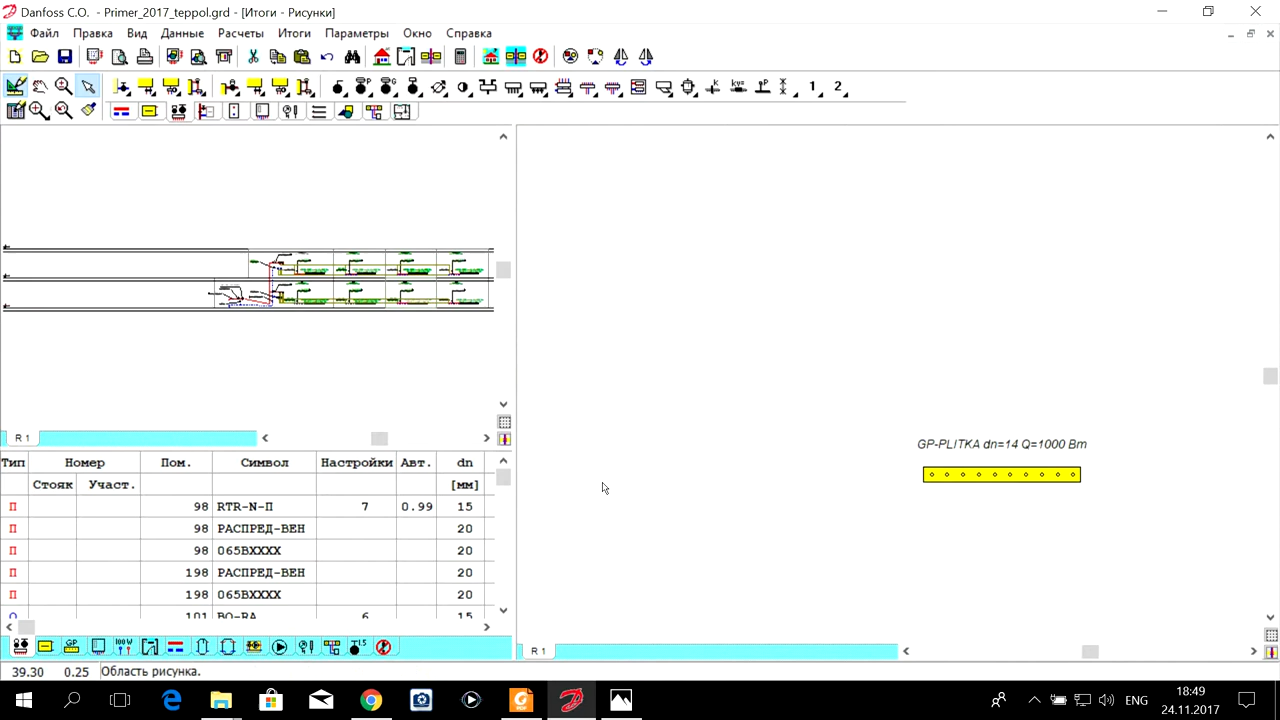 Danfoss C.O. - Primer_2017_teppol.grd - [Итоги - Рисунки]
Файл Правка Вид Данные Расчеты Итоги Параметры Окно Справка
R 1
Тип Номер Пом. Символ Настройки Авт. dn
Стояк Участ. [мм]
П 98 RTR-N-П 7 0.99 15
П 98 РАСПРЕД-ВЕН 20
П 98 065BXXXX 20
П 198 РАСПРЕД-ВЕН 20
П 198 065BXXXX 20
GP-PLITKA dn=14 Q=1000 Bm
R 1
39.30 0.25 Область рисунка.
ENG
18:49
24.11.2017